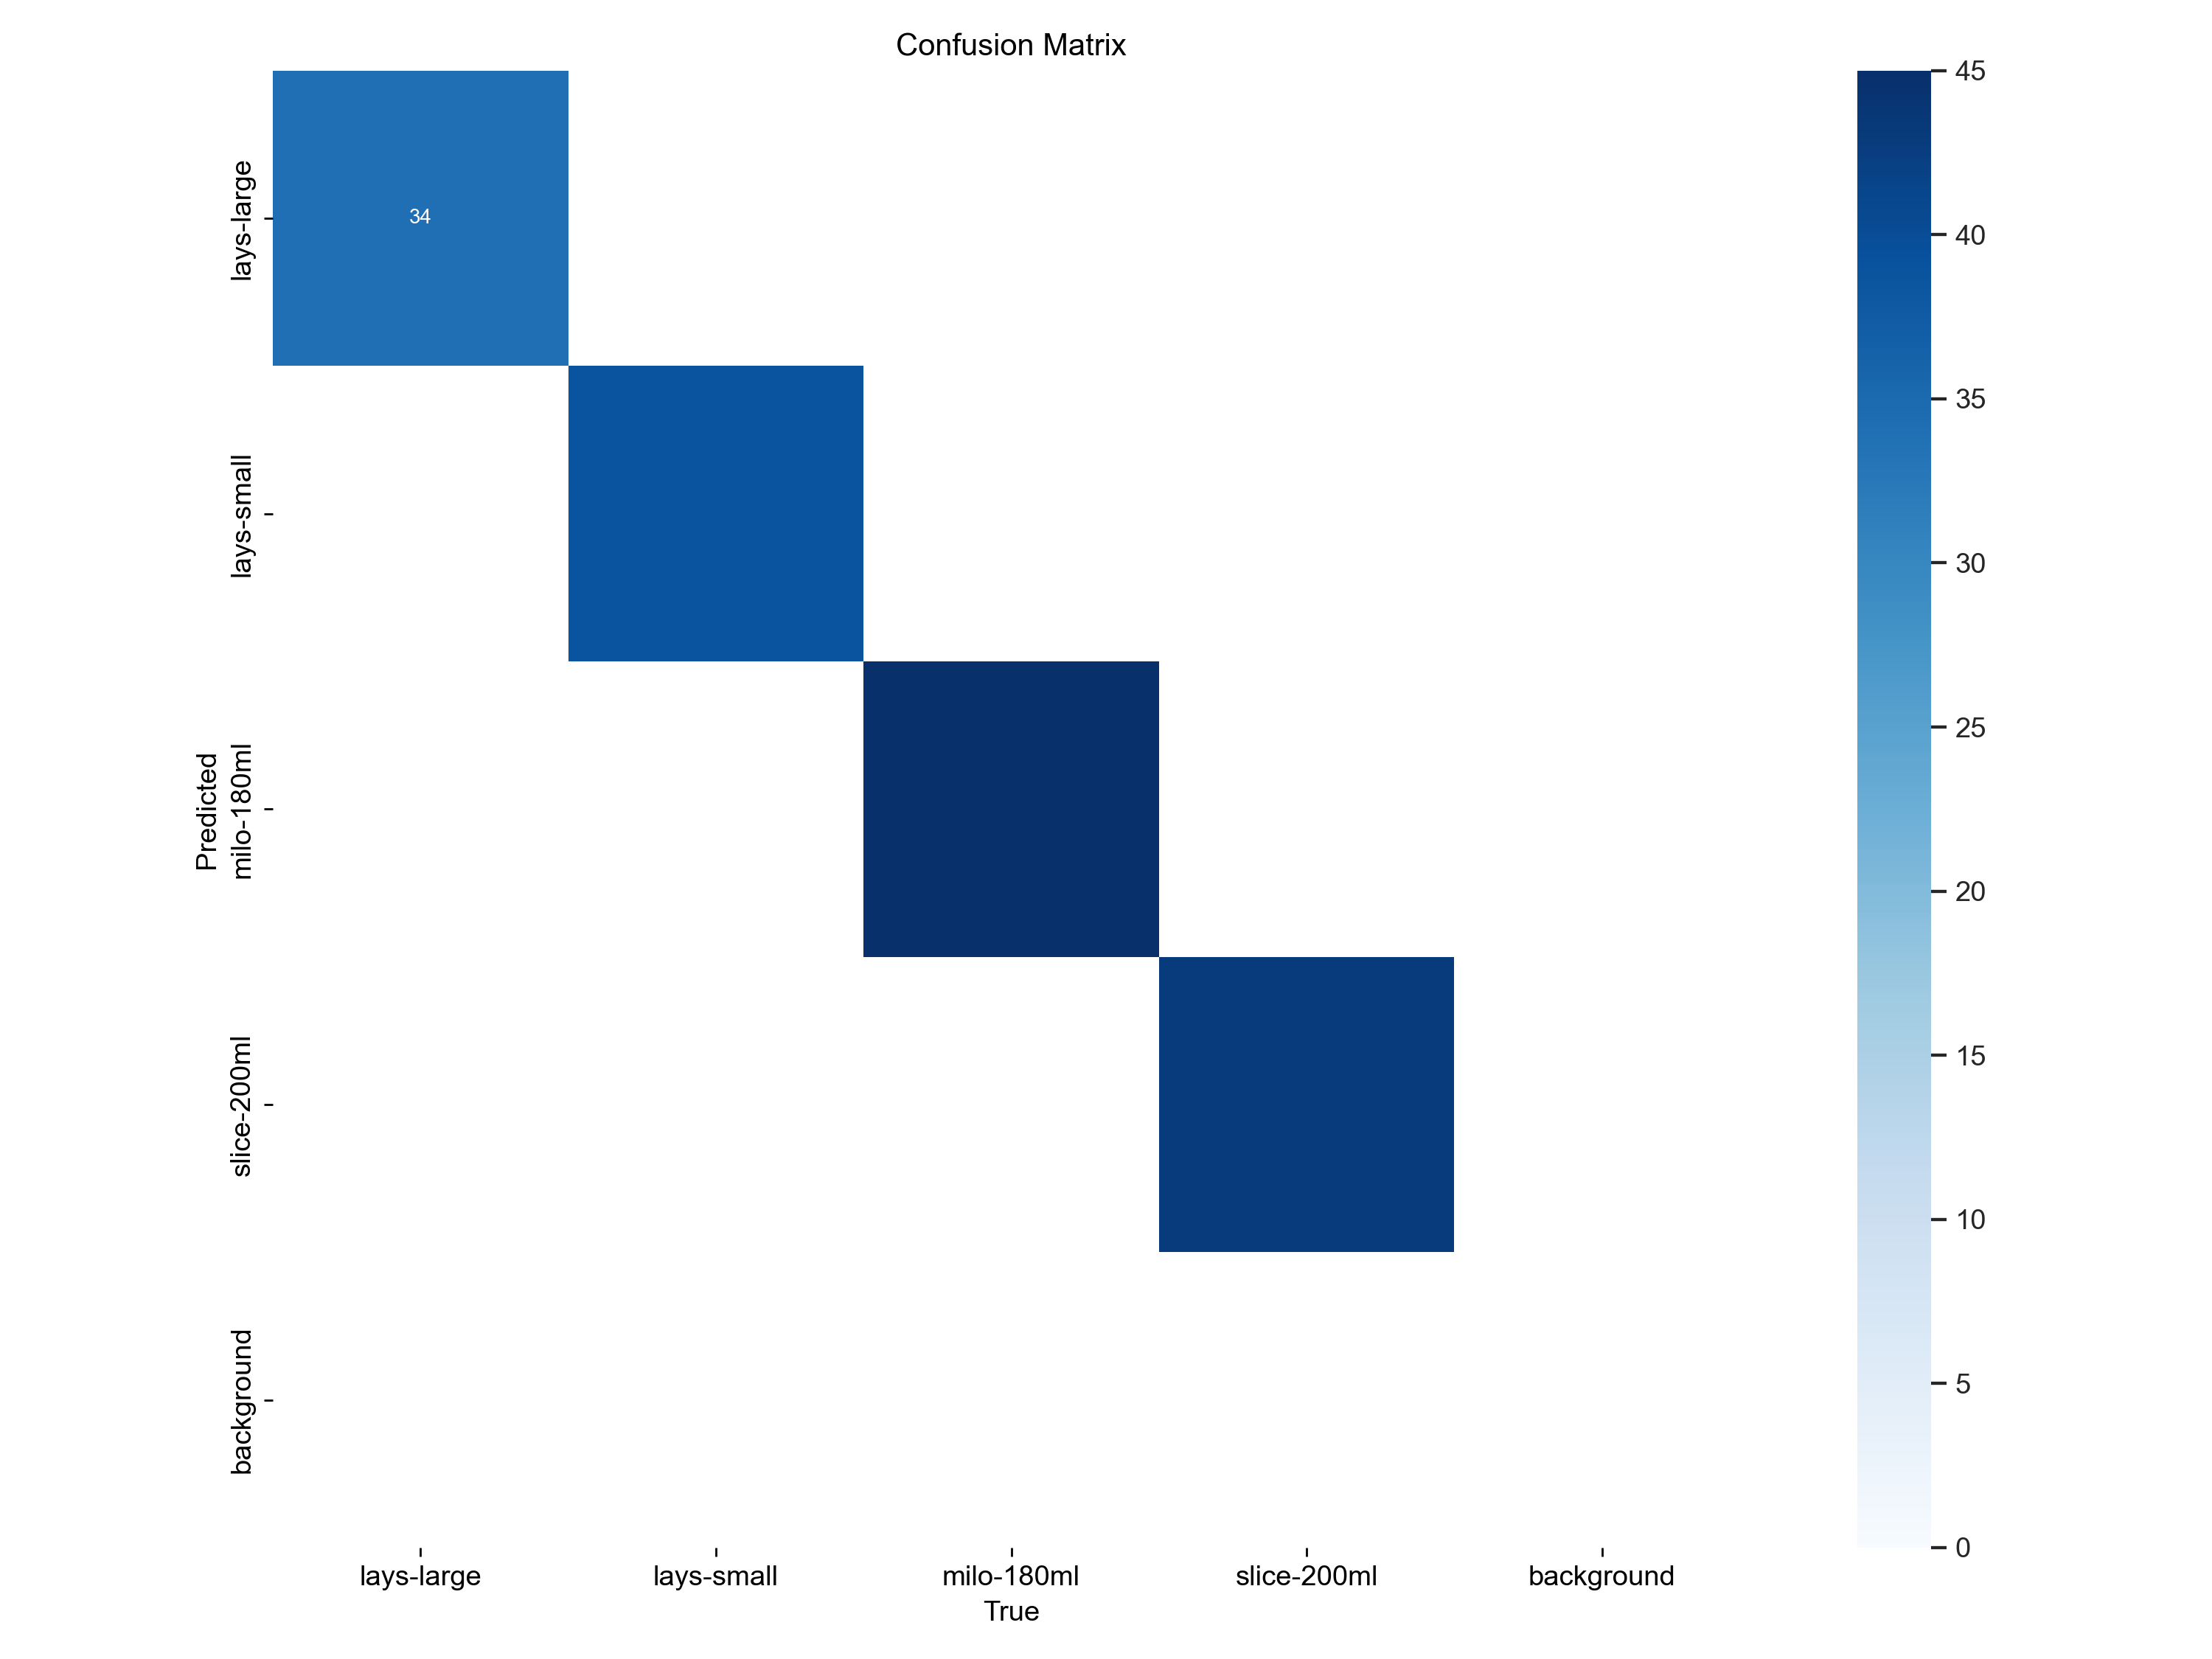 Confusion Matrix
lays-large
34
lays-small
milo-180ml
slice-200ml
background
Predicted
lays-large lays-small milo-180ml slice-200ml background
True
45
40
35
30
25
20
15
10
5
0